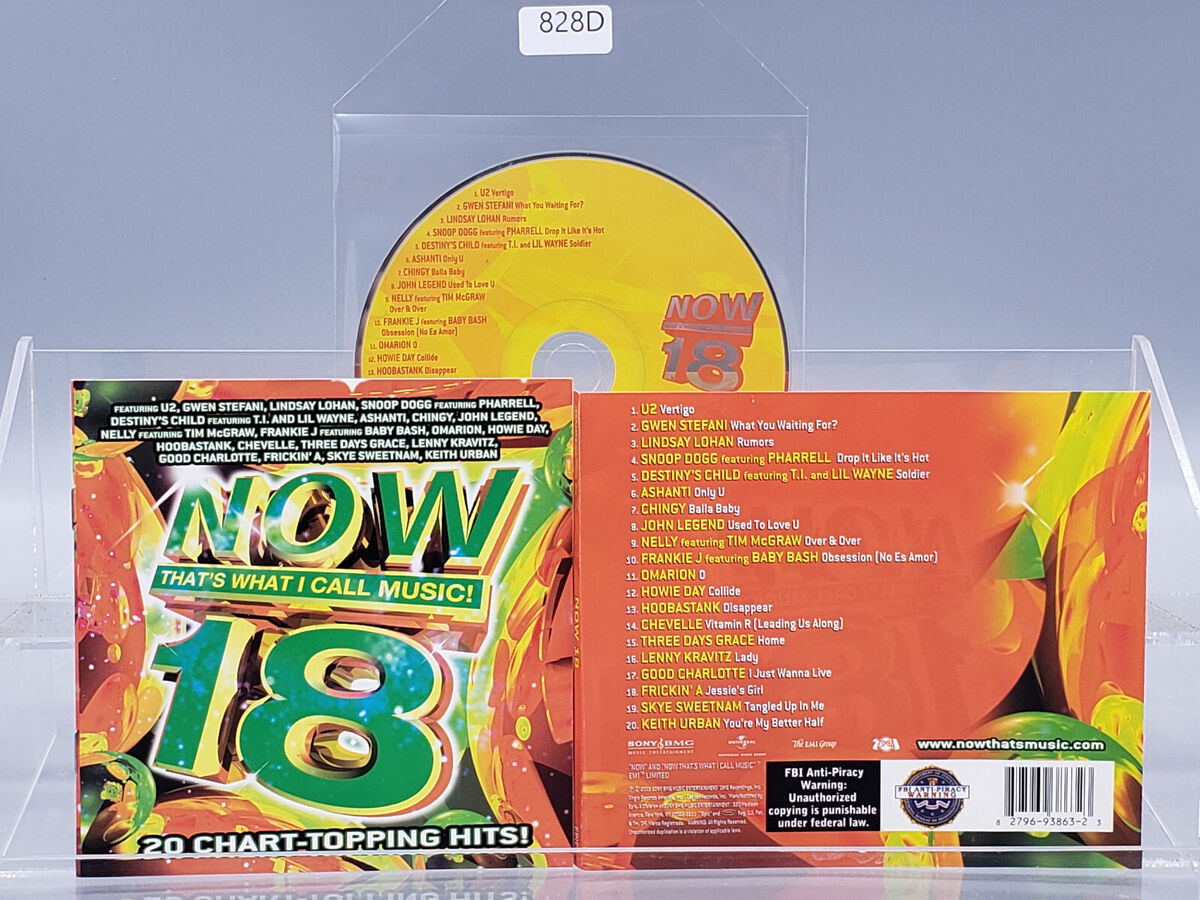 828D
1. U2 Vertigo
2. GWEN STEFANI What You Waiting For?
3. LINDSAY LOHAN Rumors
4. SNOOP DOGG featuring PHARRELL Drop It Like It's Hot
5. DESTINY'S CHILD featuring T.I. and LIL WAYNE Soldier
6. ASHANTI Only U
7. CHINGY Balla Baby
8. JOHN LEGEND Used To Love U
9. NELLY featuring TIM McGRAW
Over & Over
10. FRANKIE J featuring BABY BASH
Obsession (No Es Amor)
11. OMARION O
12. HOWIE DAY Collide
13. HOOBASTANK Disappear
NOW
18
FEATURING U2, GWEN STEFANI, LINDSAY LOHAN, SNOOP DOGG FEATURING PHARRELL,
DESTINY'S CHILD FEATURING T.I. AND LIL WAYNE, ASHANTI, CHINGY, JOHN LEGEND,
NELLY FEATURING TIM McGRAW, FRANKIE J FEATURING BABY BASH, OMARION, HOWIE DAY,
HOOBASTANK, CHEVELLE, THREE DAYS GRACE, LENNY KRAVITZ,
GOOD CHARLOTTE, FRICKIN' A, SKYE SWEETNAM, KEITH URBAN
NOW
THAT'S WHAT I CALL MUSIC!
18
20 CHART-TOPPING HITS!
NOW 18
1. U2 Vertigo
2. GWEN STEFANI What You Waiting For?
3. LINDSAY LOHAN Rumors
4. SNOOP DOGG featuring PHARRELL Drop It Like It's Hot
5. DESTINY'S CHILD featuring T.I. and LIL WAYNE Soldier
6. ASHANTI Only U
7. CHINGY Balla Baby
8. JOHN LEGEND Used To Love U
9. NELLY featuring TIM McGRAW Over & Over
10. FRANKIE J featuring BABY BASH Obsession (No Es Amor)
11. OMARION O
12. HOWIE DAY Collide
13. HOOBASTANK Disappear
14. CHEVELLE Vitamin R (Leading Us Along)
15. THREE DAYS GRACE Home
16. LENNY KRAVITZ Lady
17. GOOD CHARLOTTE I Just Wanna Live
18. FRICKIN' A Jessie's Girl
19. SKYE SWEETNAM Tangled Up In Me
20. KEITH URBAN You're My Better Half
SONY BMG
MUSIC ENTERTAINMENT
UNIVERSAL
The EMI Group
www.nowthatsmusic.com
"NOW" AND "NOW THAT'S WHAT I CALL MUSIC"
EMI LIMITED
FBI Anti-Piracy
Warning:
Unauthorized
copying is punishable
under federal law.
FBI ANTI-PIRACY
WARNING
8 2796-93863-2 3